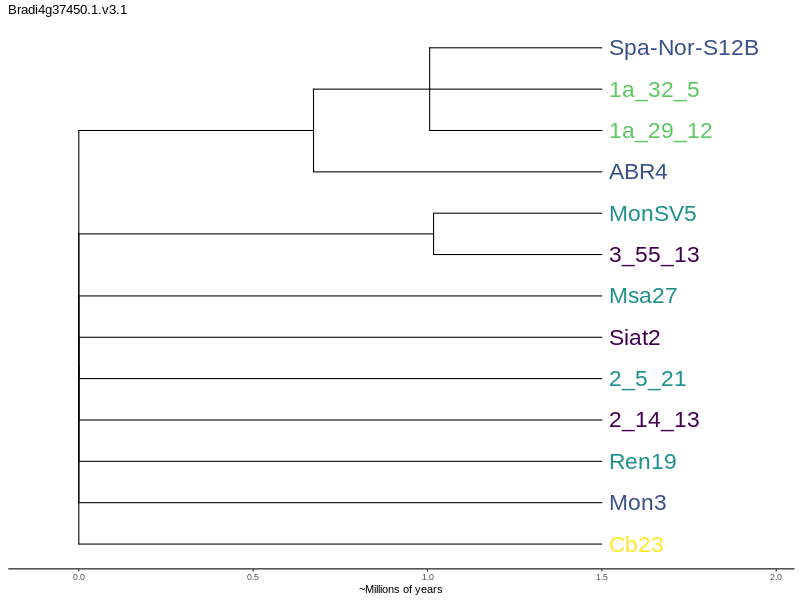 Bradi4g37450.1.v3.1
Spa-Nor-S12B
1a_32_5
1a_29_12
ABR4
MonSV5
3_55_13
Msa27
Siat2
2_5_21
2_14_13
Ren19
Mon3
Cb23
0.0 0.5 1.0 1.5 2.0
~Millions of years